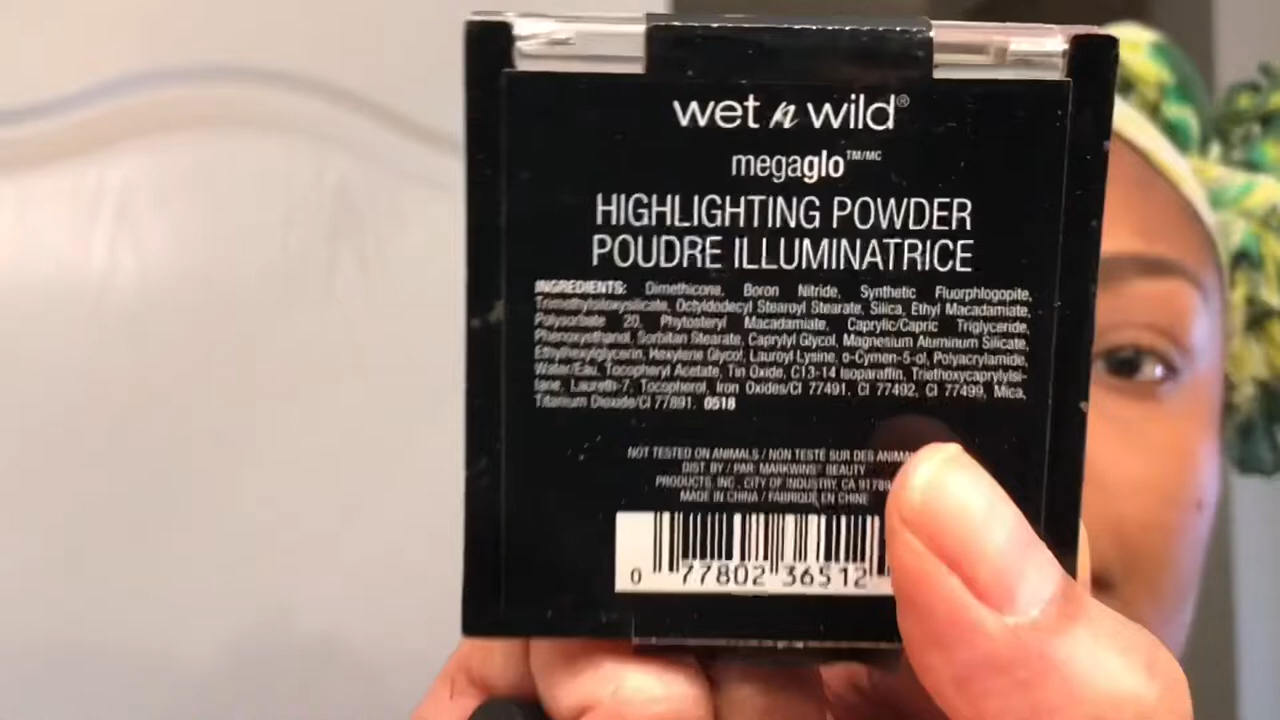 wet n wild®
megaglo™/MC
HIGHLIGHTING POWDER
POUDRE ILLUMINATRICE
INGREDIENTS: Dimethicone, Boron Nitride, Synthetic Fluorphlogopite,
Trimethylsiloxysilicate, Octyldodecyl Stearoyl Stearate, Silica, Ethyl Macadamiate,
Polysorbate 20, Phytosteryl Macadamiate, Caprylic/Capric Triglyceride,
Phenoxyethanol, Sorbitan Stearate, Caprylyl Glycol, Magnesium Aluminum Silicate,
Ethylhexylglycerin, Hexylene Glycol, Lauroyl Lysine, o-Cymen-5-ol, Polyacrylamide,
Water/Eau, Tocopheryl Acetate, Tin Oxide, C13-14 Isoparaffin, Triethoxycaprylylsi-
lane, Laureth-7, Tocopherol, Iron Oxides/CI 77491, CI 77492, CI 77499, Mica,
Titanium Dioxide/CI 77891. 0518
NOT TESTED ON ANIMALS / NON TESTÉ SUR DES ANIMA
DIST. BY / PAR: MARKWINS® BEAUTY
PRODUCTS, INC., CITY OF INDUSTRY, CA 91789
MADE IN CHINA / FABRIQUÉ EN CHINE
0 77802 36512